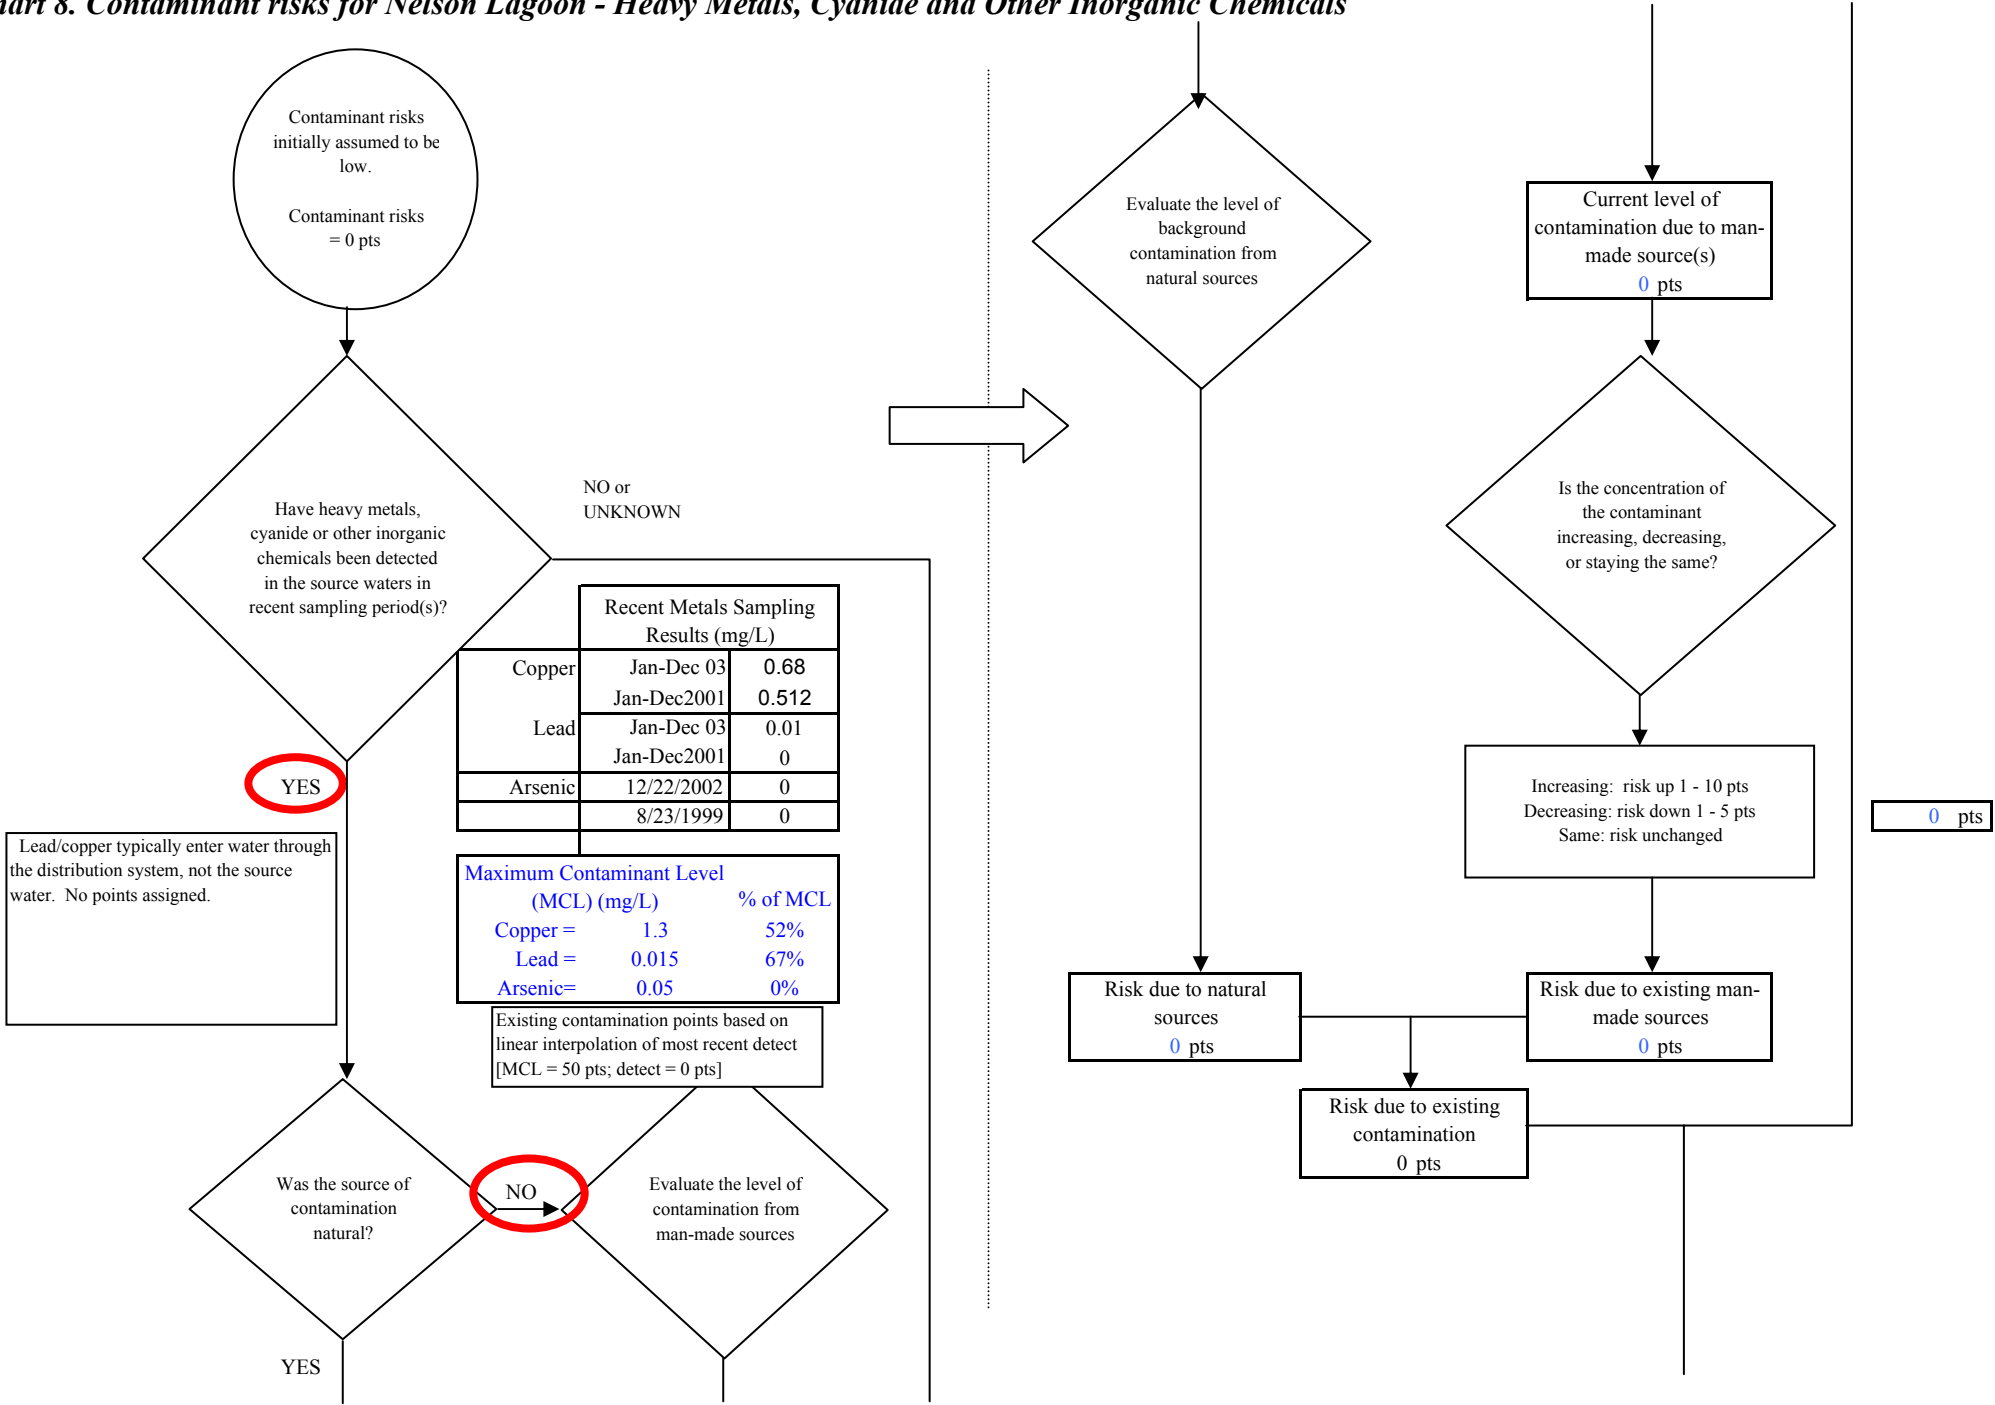 hart 8. Contaminant risks for Nelson Lagoon - Heavy Metals, Cyanide and Other Inorganic Chemicals
Contaminant risks
initially assumed to be
low.
Contaminant risks
= 0 pts
Have heavy metals,
cyanide or other inorganic
chemicals been detected
in the source waters in
recent sampling period(s)?
NO or
UNKNOWN
Recent Metals Sampling
Results (mg/L)
Copper Jan-Dec 03 0.68
Jan-Dec2001 0.512
Lead Jan-Dec 03 0.01
Jan-Dec2001 0
Arsenic 12/22/2002 0
8/23/1999 0
YES
Lead/copper typically enter water through
the distribution system, not the source
water.  No points assigned.
Maximum Contaminant Level
(MCL) (mg/L) % of MCL
Copper = 1.3 52%
Lead = 0.015 67%
Arsenic= 0.05 0%
Existing contamination points based on
linear interpolation of most recent detect
[MCL = 50 pts; detect = 0 pts]
Was the source of
contamination
natural?
NO
Evaluate the level of
contamination from
man-made sources
YES
Evaluate the level of
background
contamination from
natural sources
Current level of
contamination due to man-
made source(s)
0 pts
Is the concentration of
the contaminant
increasing, decreasing,
or staying the same?
Increasing:  risk up 1 - 10 pts
Decreasing: risk down 1 - 5 pts
Same: risk unchanged
0 pts
Risk due to natural
sources
0 pts
Risk due to existing man-
made sources
0 pts
Risk due to existing
contamination
0 pts